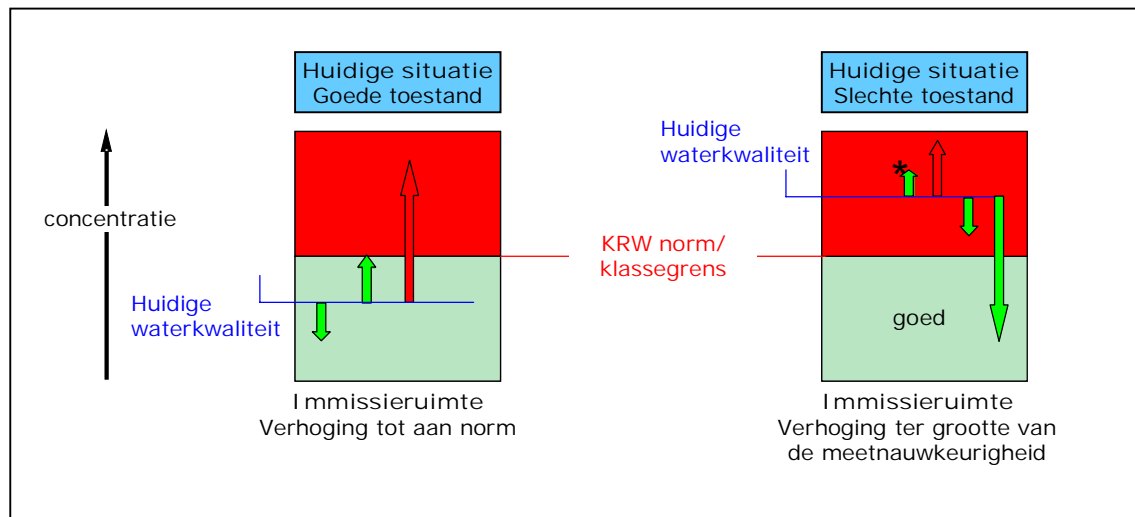 Huidige situatie
Goede toestand
Huidige situatie
Slechte toestand
Huidige
waterkwaliteit
*
concentratie
KRW norm/
klassegrens
Huidige
waterkwaliteit
goed
Immissieruimte
Verhoging tot aan norm
Immissieruimte
Verhoging ter grootte van
de meetnauwkeurigheid